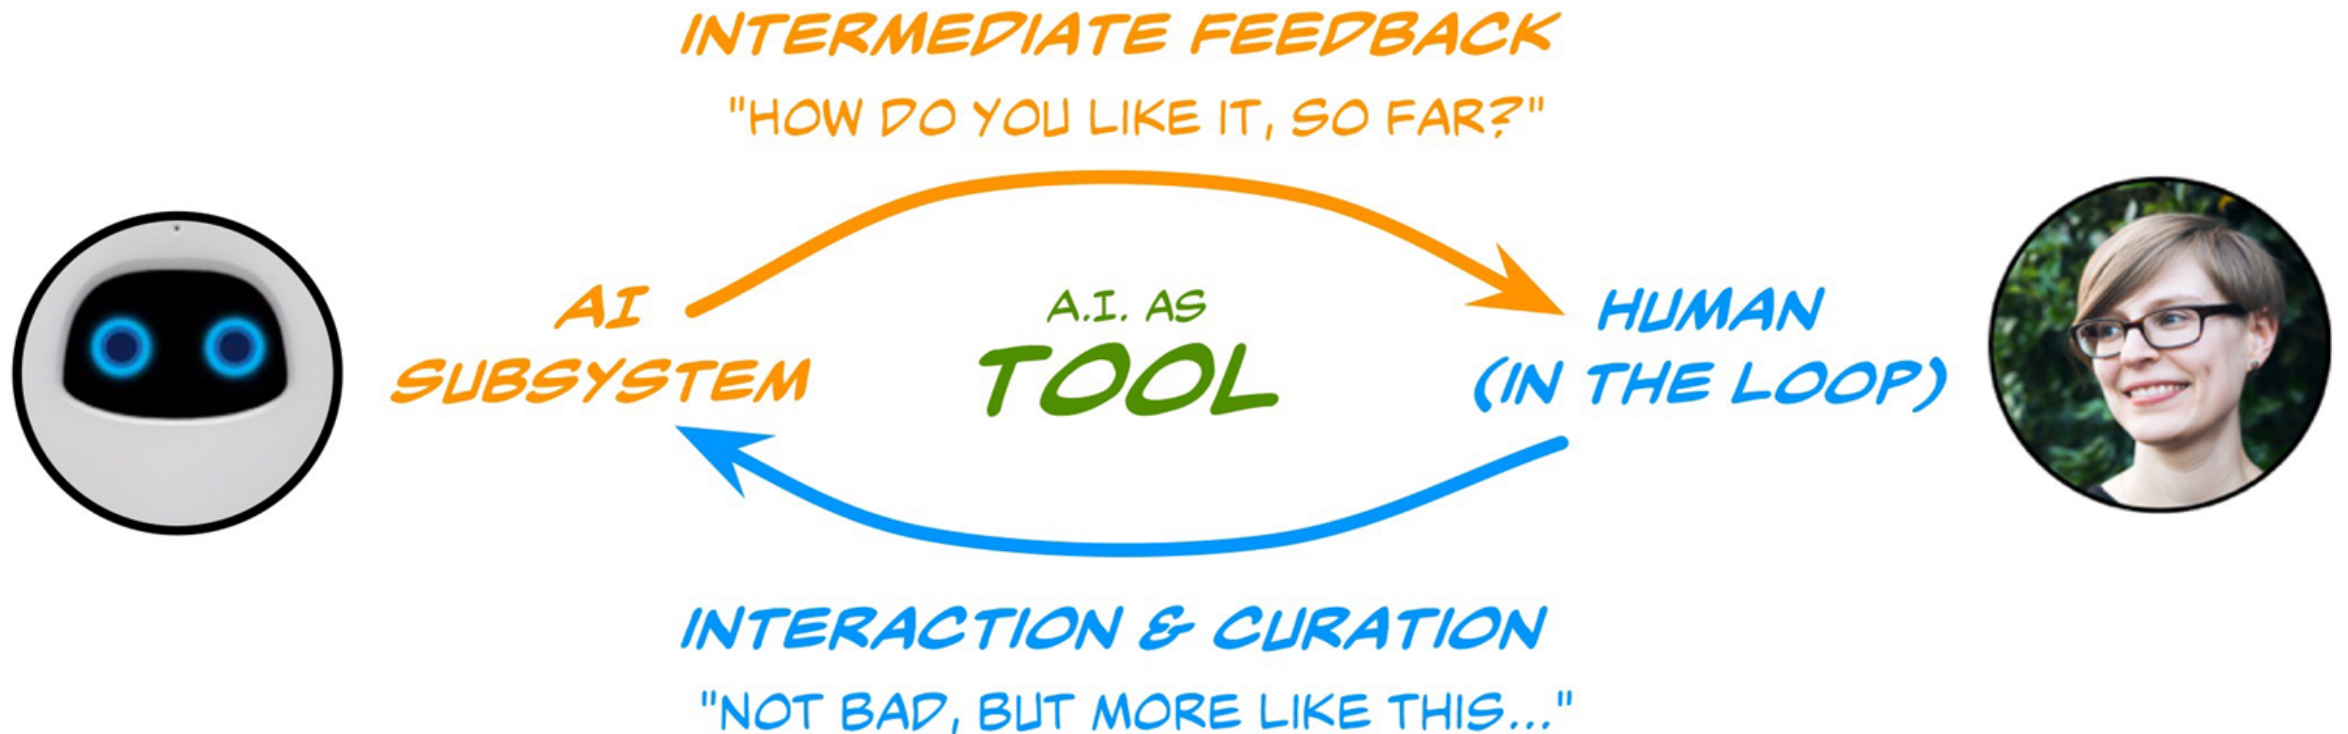 INTERMEDIATE FEEDBACK
"HOW DO YOU LIKE IT, SO FAR?"
AI
SUBSYSTEM
A.I. AS
TOOL
HUMAN
(IN THE LOOP)
INTERACTION & CURATION
"NOT BAD, BUT MORE LIKE THIS..."